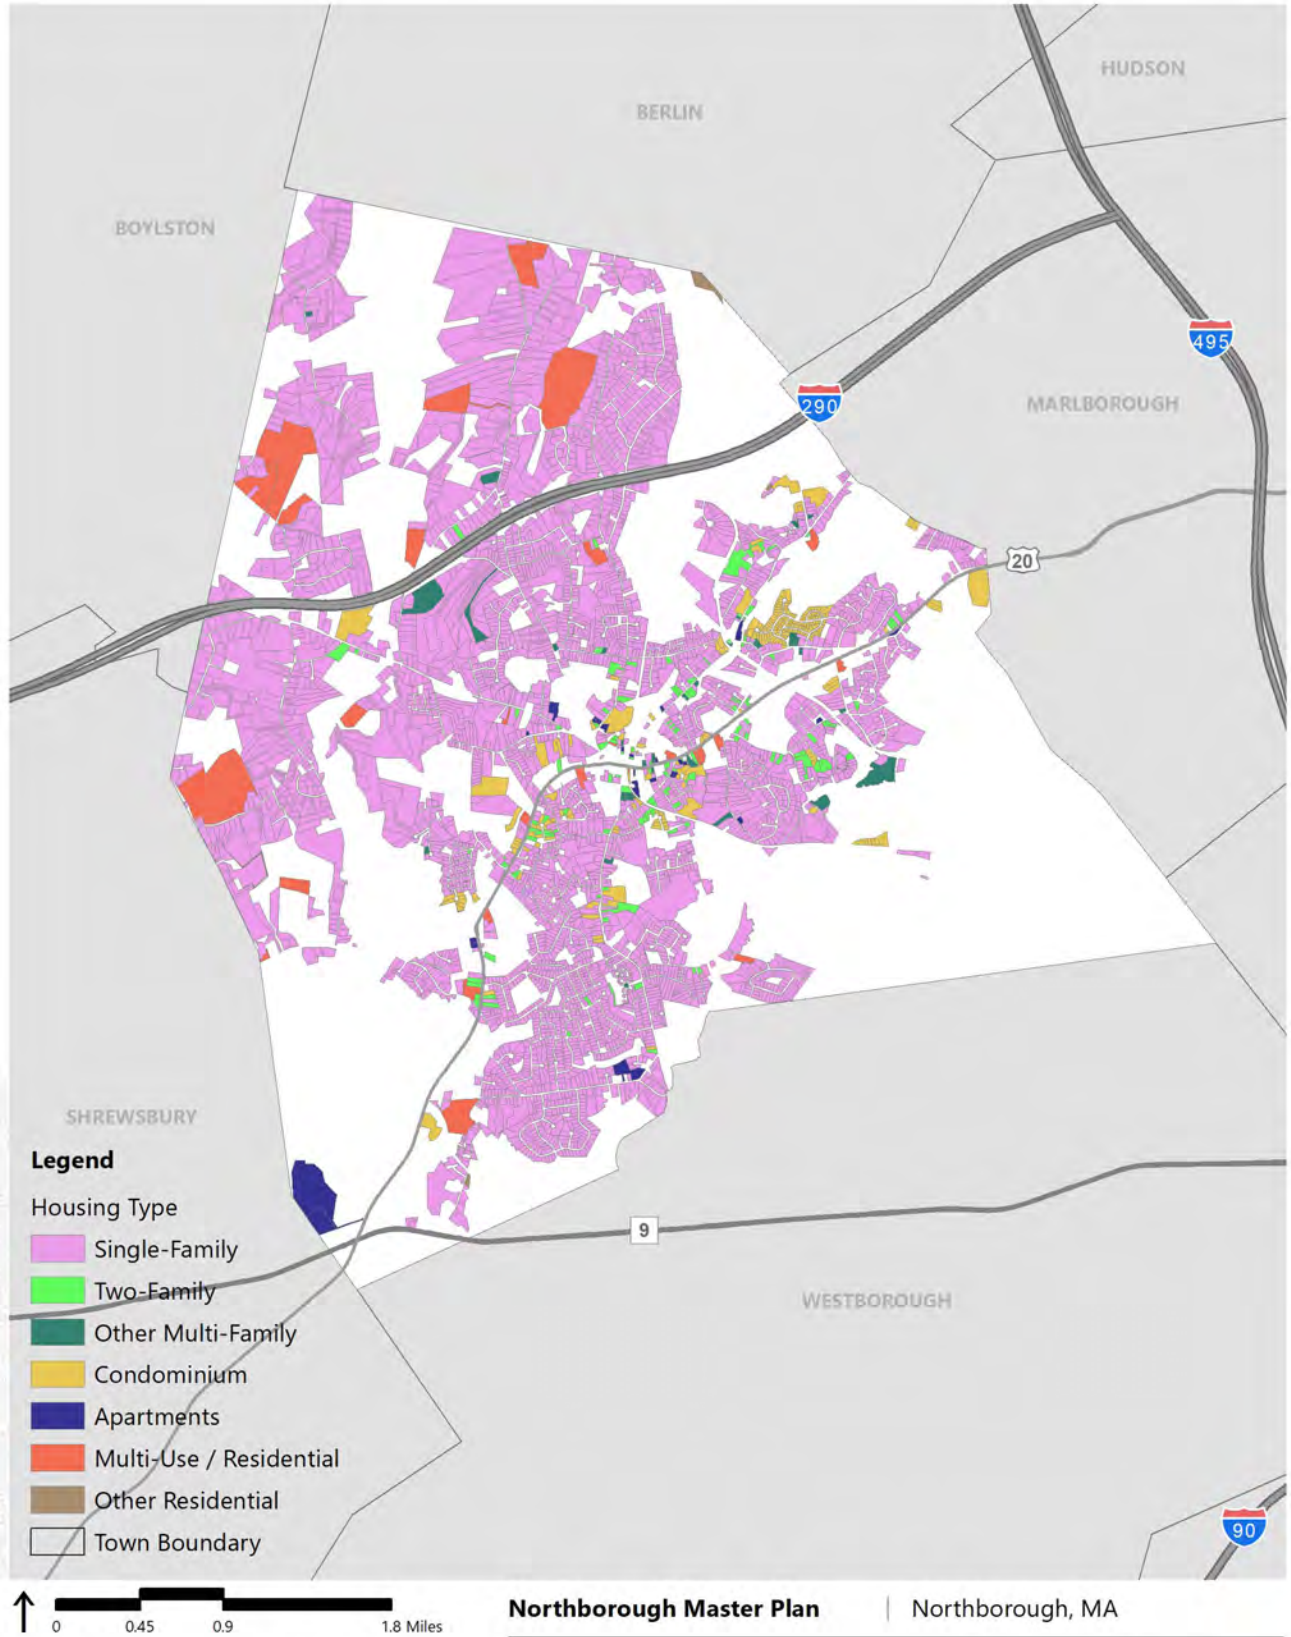 HUDSON
BERLIN
BOYLSTON
495
290
MARLBOROUGH
20
SHREWSBURY
Legend
Housing Type
9
Single-Family
Two-Family
WESTBOROUGH
Other Multi-Family
Condominium
Apartments
Multi-Use / Residential
Other Residential
90
Town Boundary
0 0.45 0.9 1.8 Miles
Northborough Master Plan | Northborough, MA